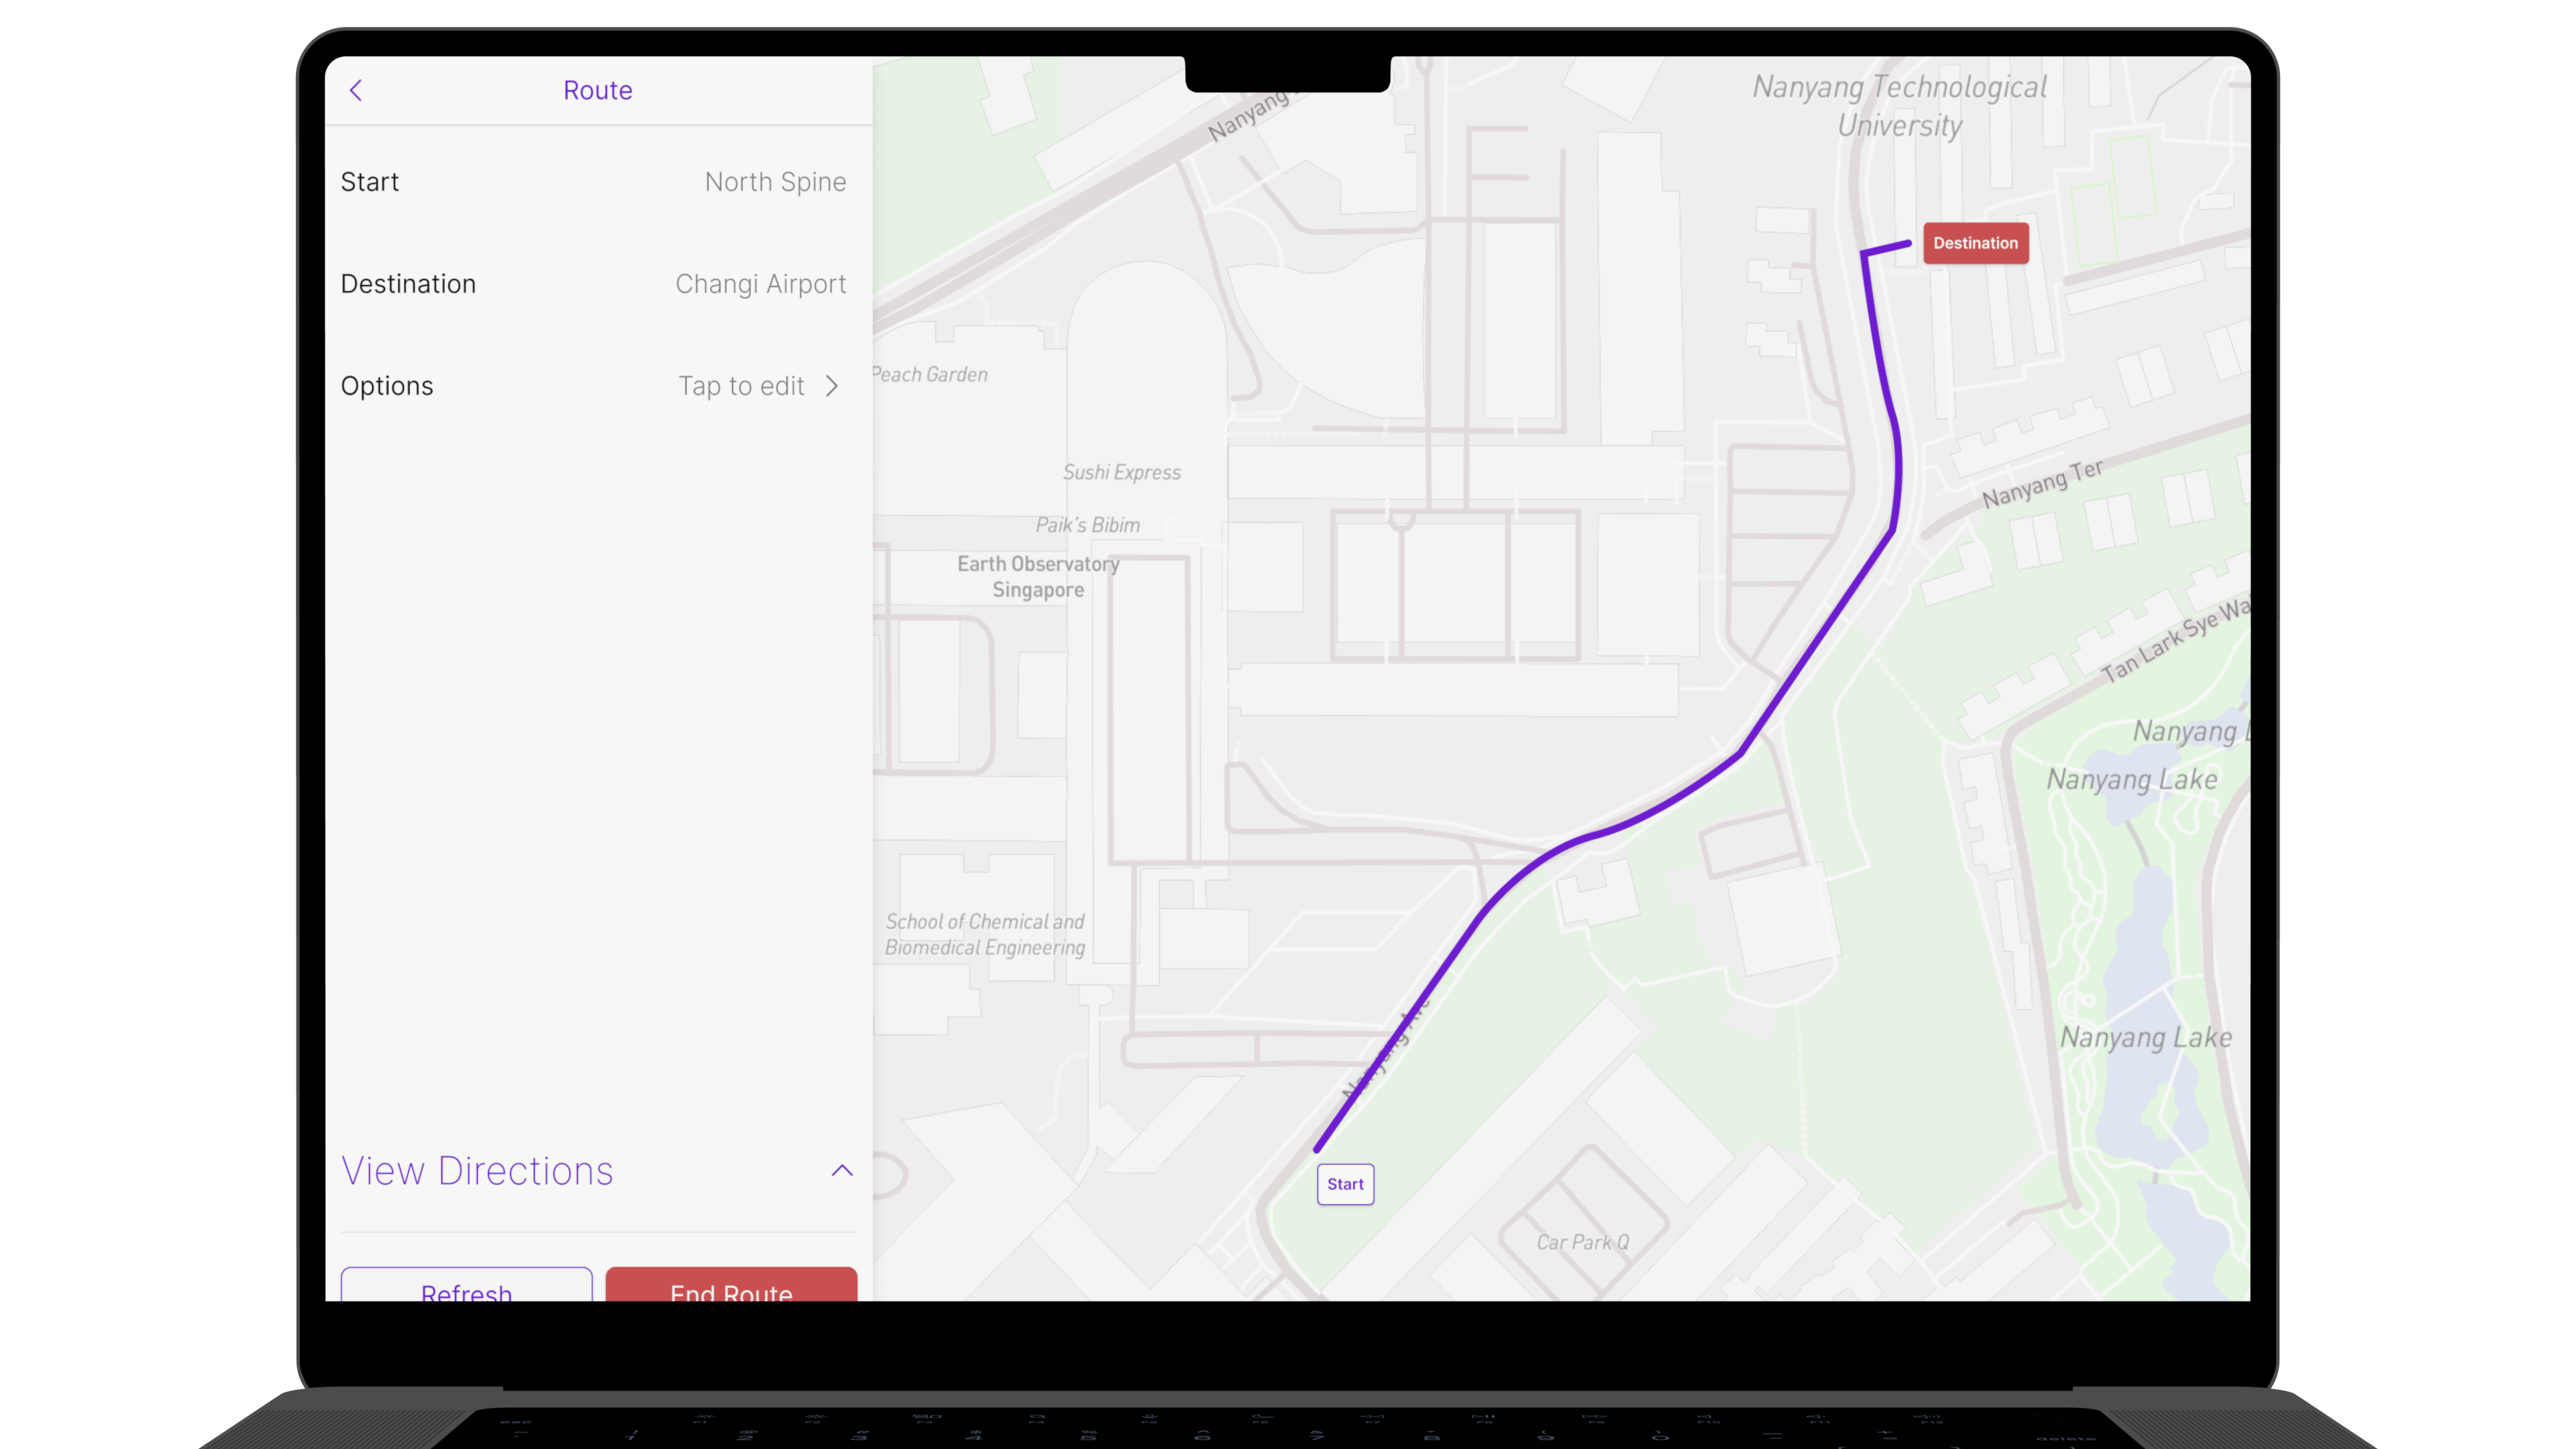 Route
Start
North Spine
Destination
Changi Airport
Options
Tap to edit
View Directions
Refresh
End Route
Nanyang
Nanyang Technological
University
Destination
Peach Garden
Sushi Express
Paik's Bibim
Earth Observatory
Singapore
Nanyang Ter
Tan Lark Sye Wa
Nanyang L
Nanyang Lake
School of Chemical and
Biomedical Engineering
Nanyang Ave
Nanyang Lake
Start
Car Park Q